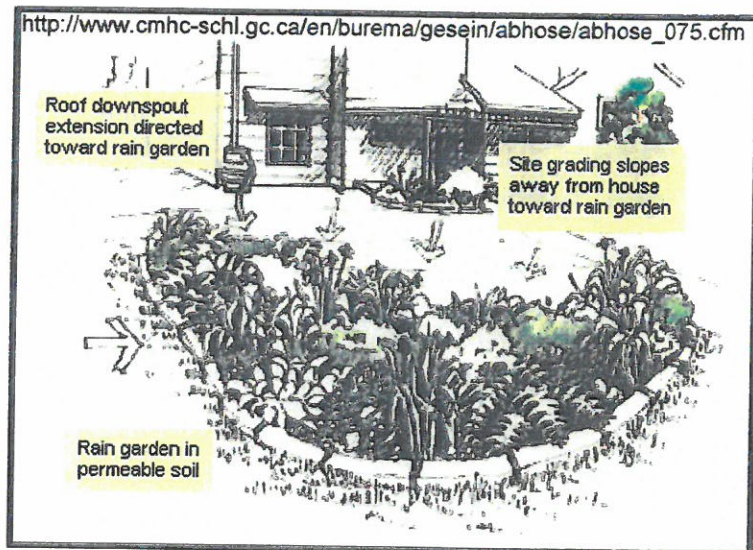 http://www.cmhc-schl.gc.ca/en/burema/gesein/abhose/abhose_075.cfm
Roof downspout
extension directed
toward rain garden
Site grading slopes
away from house
toward rain garden
Rain garden in
permeable soil